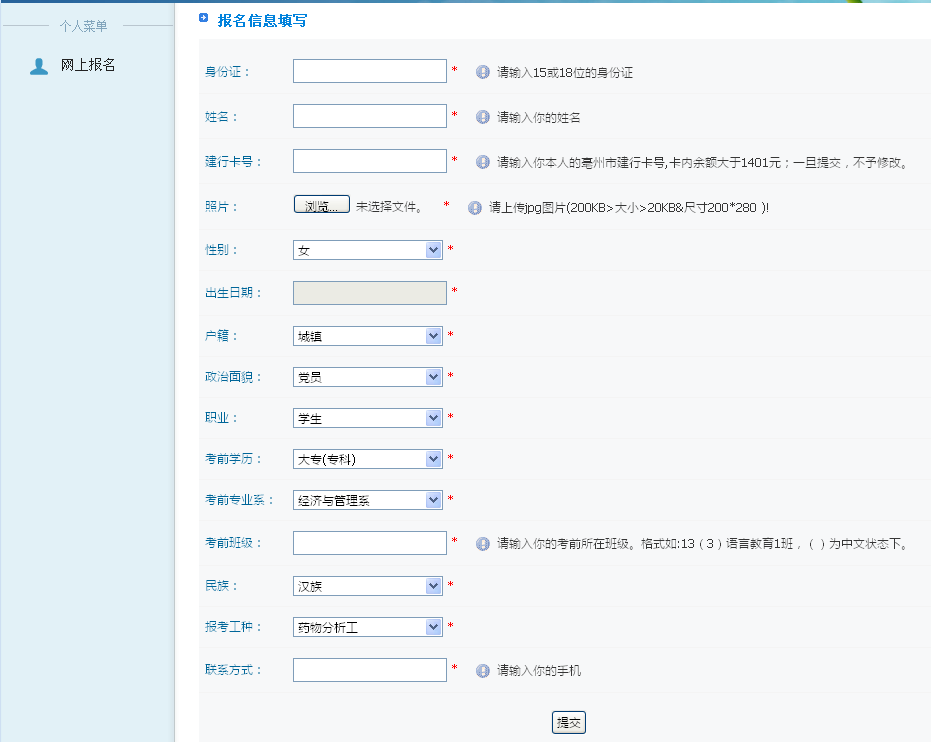 个人菜单
网上报名
报名信息填写
身份证： * 请输入15或18位的身份证
姓名： * 请输入你的姓名
建行卡号： * 请输入你本人的亳州市建行卡号,卡内余额大于1401元；一旦提交，不予修改。
照片： 浏览... 未选择文件。 * 请上传jpg图片(200KB>大小>20KB&尺寸200*280 )!
性别： 女 *
出生日期： *
户籍： 城镇 *
政治面貌： 党员 *
职业： 学生 *
考前学历： 大专(专科) *
考前专业系： 经济与管理系 *
考前班级： * 请输入你的考前所在班级。格式如:13（3）语言教育1班，（ ）为中文状态下。
民族： 汉族 *
报考工种： 药物分析工 *
联系方式： * 请输入你的手机
提交